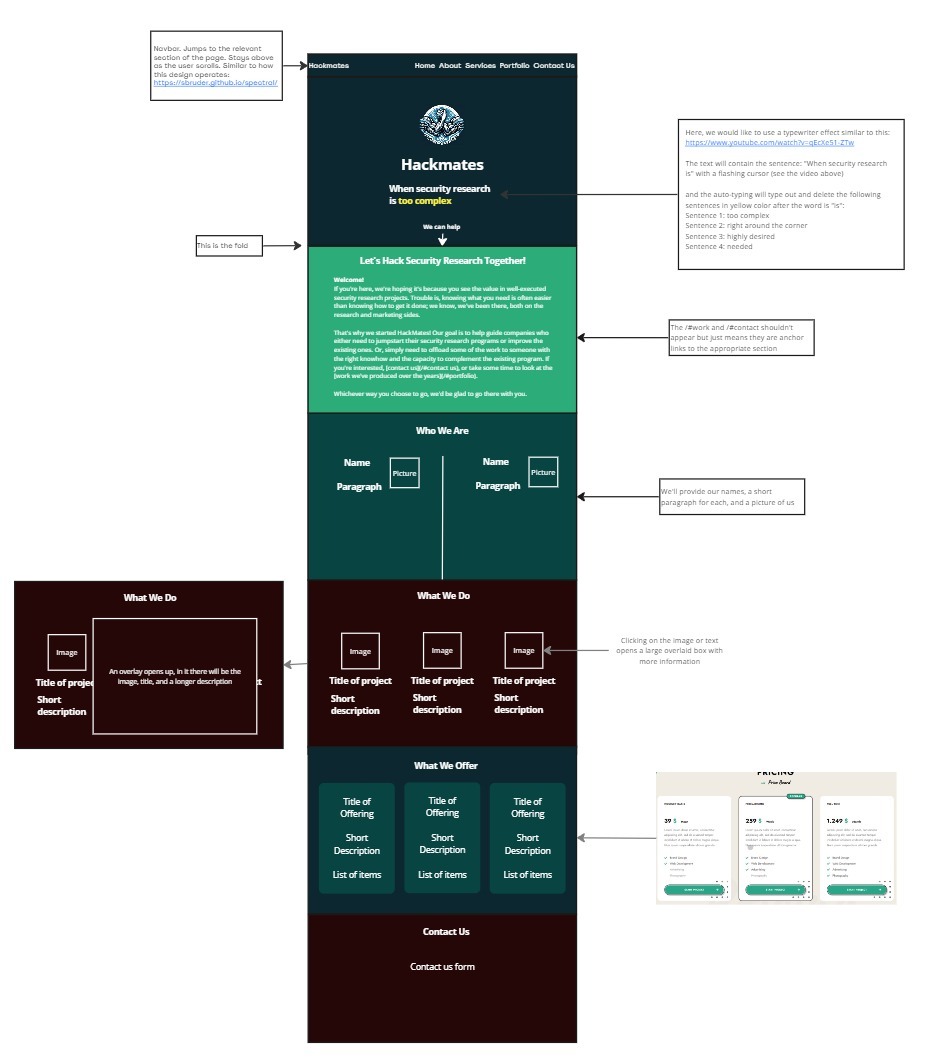 Navbar. Jumps to the relevant
section of the page. Stays above
as the user scrolls. Similar to how
this design operates:
https://sbruder.github.io/spectral/
Hackmates
Home About Services Portfolio Contact Us
Hackmates
When security research
is too complex
We can help
Here, we would like to use a typewriter effect similar to this:
https://www.youtube.com/watch?v=qErXe51-ZTw
The text will contain the sentence: "When security research
is" with a flashing cursor (see the video above)
and the auto-typing will type out and delete the following
sentences in yellow color after the word is "is":
Sentence 1: too complex
Sentence 2: right around the corner
Sentence 3: highly desired
Sentence 4: needed
This is the fold
Let's Hack Security Research Together!
Welcome!
If you're here, we're hoping it's because you see the value in well-executed
security research projects. Trouble is, knowing what you need is often easier
than knowing how to get it done; we know, we've been there, both on the
research and marketing sides.
That's why we started HackMates! Our goal is to help guide companies who
either need to jumpstart their security research programs or improve the
existing ones. Or, simply need to offload some of the work to someone with
the right knowhow and the capacity to complement the existing program. If
you're interested, [contact us](/#contact us), or take some time to look at the
[work we've produced over the years](/#portfolio).
Whichever way you choose to go, we'd be glad to go there with you.
The /#work and /#contact shouldn't
appear but just means they are anchor
links to the appropriate section
Who We Are
Name
Picture
Paragraph
Name
Picture
Paragraph
We'll provide our names, a short
paragraph for each, and a picture of us
What We Do
Image
Title of projec
Short
description
An overlay opens up, in it there will be the
image, title, and a longer description
ct
What We Do
Image
Image
Image
Title of project
Title of project
Title of project
Short
description
Short
description
Short
description
Clicking on the image or text
opens a large overlaid box with
more information
What We Offer
Title of
Offering
Short
Description
List of items
Title of
Offering
Short
Description
List of items
Title of
Offering
Short
Description
List of items
PRICING
Price Board
39 $
259 $
1.249 $
Contact Us
Contact us form